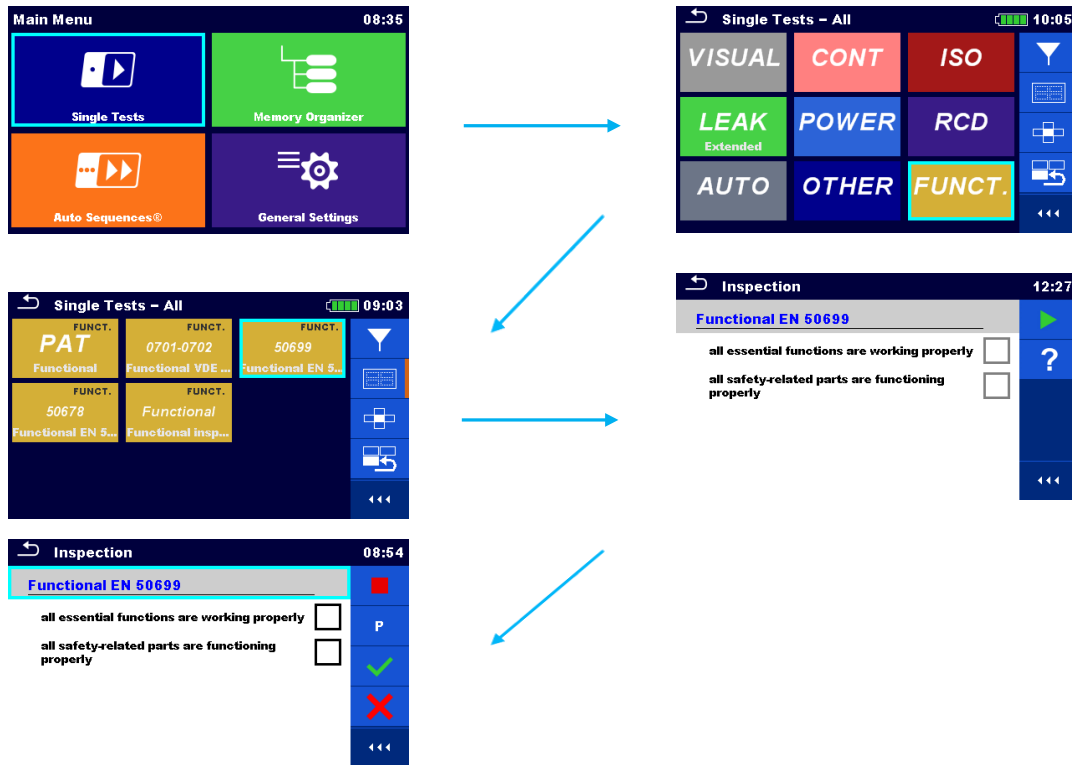 Main Menu 08:35
Single Tests
Memory Organizer
Auto Sequences®
General Settings
Single Tests – All 10:05
VISUAL CONT ISO
LEAK POWER RCD
Extended
AUTO OTHER FUNCT.
Single Tests – All 09:03
FUNCT. FUNCT. FUNCT.
PAT 0701-0702 50699
Functional Functional VDE ... Functional EN 5...
FUNCT. FUNCT.
50678 Functional
Functional EN 5... Functional insp...
Inspection 12:27
Functional EN 50699
all essential functions are working properly
?
all safety-related parts are functioning
properly
Inspection 08:54
Functional EN 50699
all essential functions are working properly
P
all safety-related parts are functioning
properly